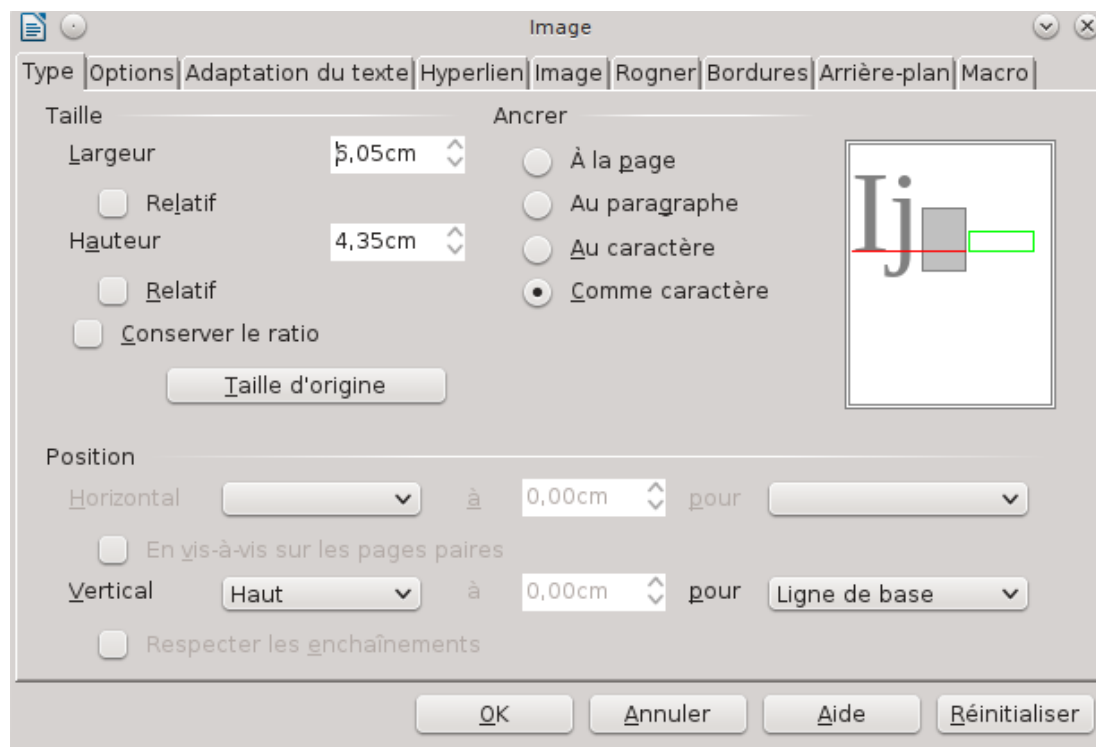 Image
Type Options Adaptation du texte Hyperlien Image Rogner Bordures Arrière-plan Macro
Taille
Largeur 6,05cm
Relatif
Hauteur 4,35cm
Relatif
Conserver le ratio
Taille d'origine
Ancrer
À la page
Au paragraphe
Au caractère
Comme caractère
Ij
Position
Horizontal à 0,00cm pour
En vis-à-vis sur les pages paires
Vertical Haut à 0,00cm pour Ligne de base
Respecter les enchaînements
OK Annuler Aide Réinitialiser